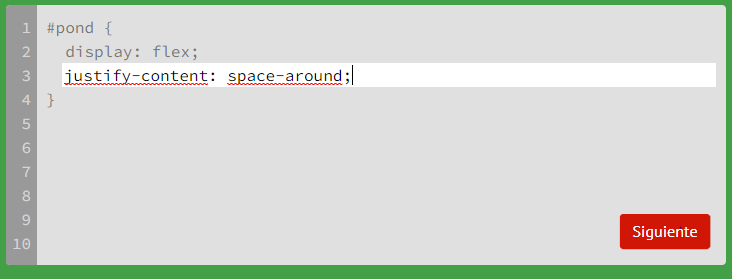 1 #pond {
2 display: flex;
3 justify-content: space-around;
4 }
5
6
7
8
9
10
Siguiente